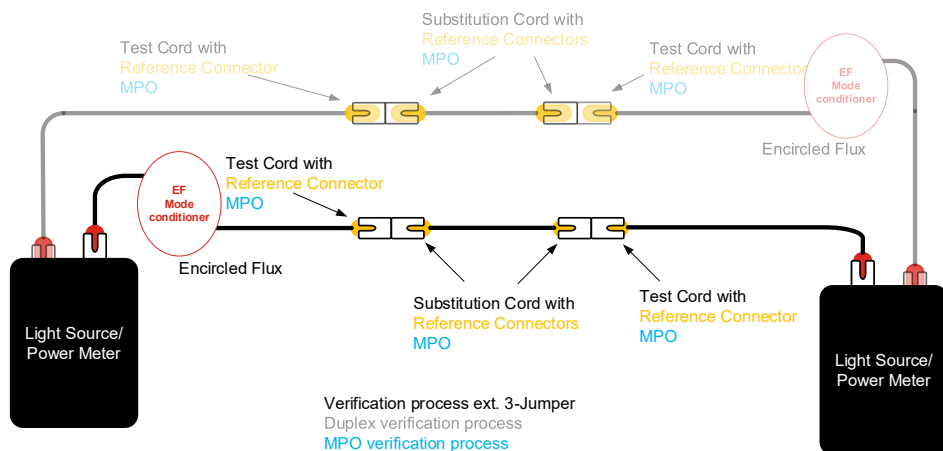 Substitution Cord with
Reference Connectors
MPO
Test Cord with
Reference Connector
MPO
Test Cord with
Reference Connector
MPO
EF
Mode
conditioner
Encircled Flux
Test Cord with
Reference Connector
MPO
EF
Mode
conditioner
Encircled Flux
Substitution Cord with
Reference Connectors
MPO
Test Cord with
Reference Connector
MPO
Light Source/
Power Meter
Light Source/
Power Meter
Verification process ext. 3-Jumper
Duplex verification process
MPO verification process